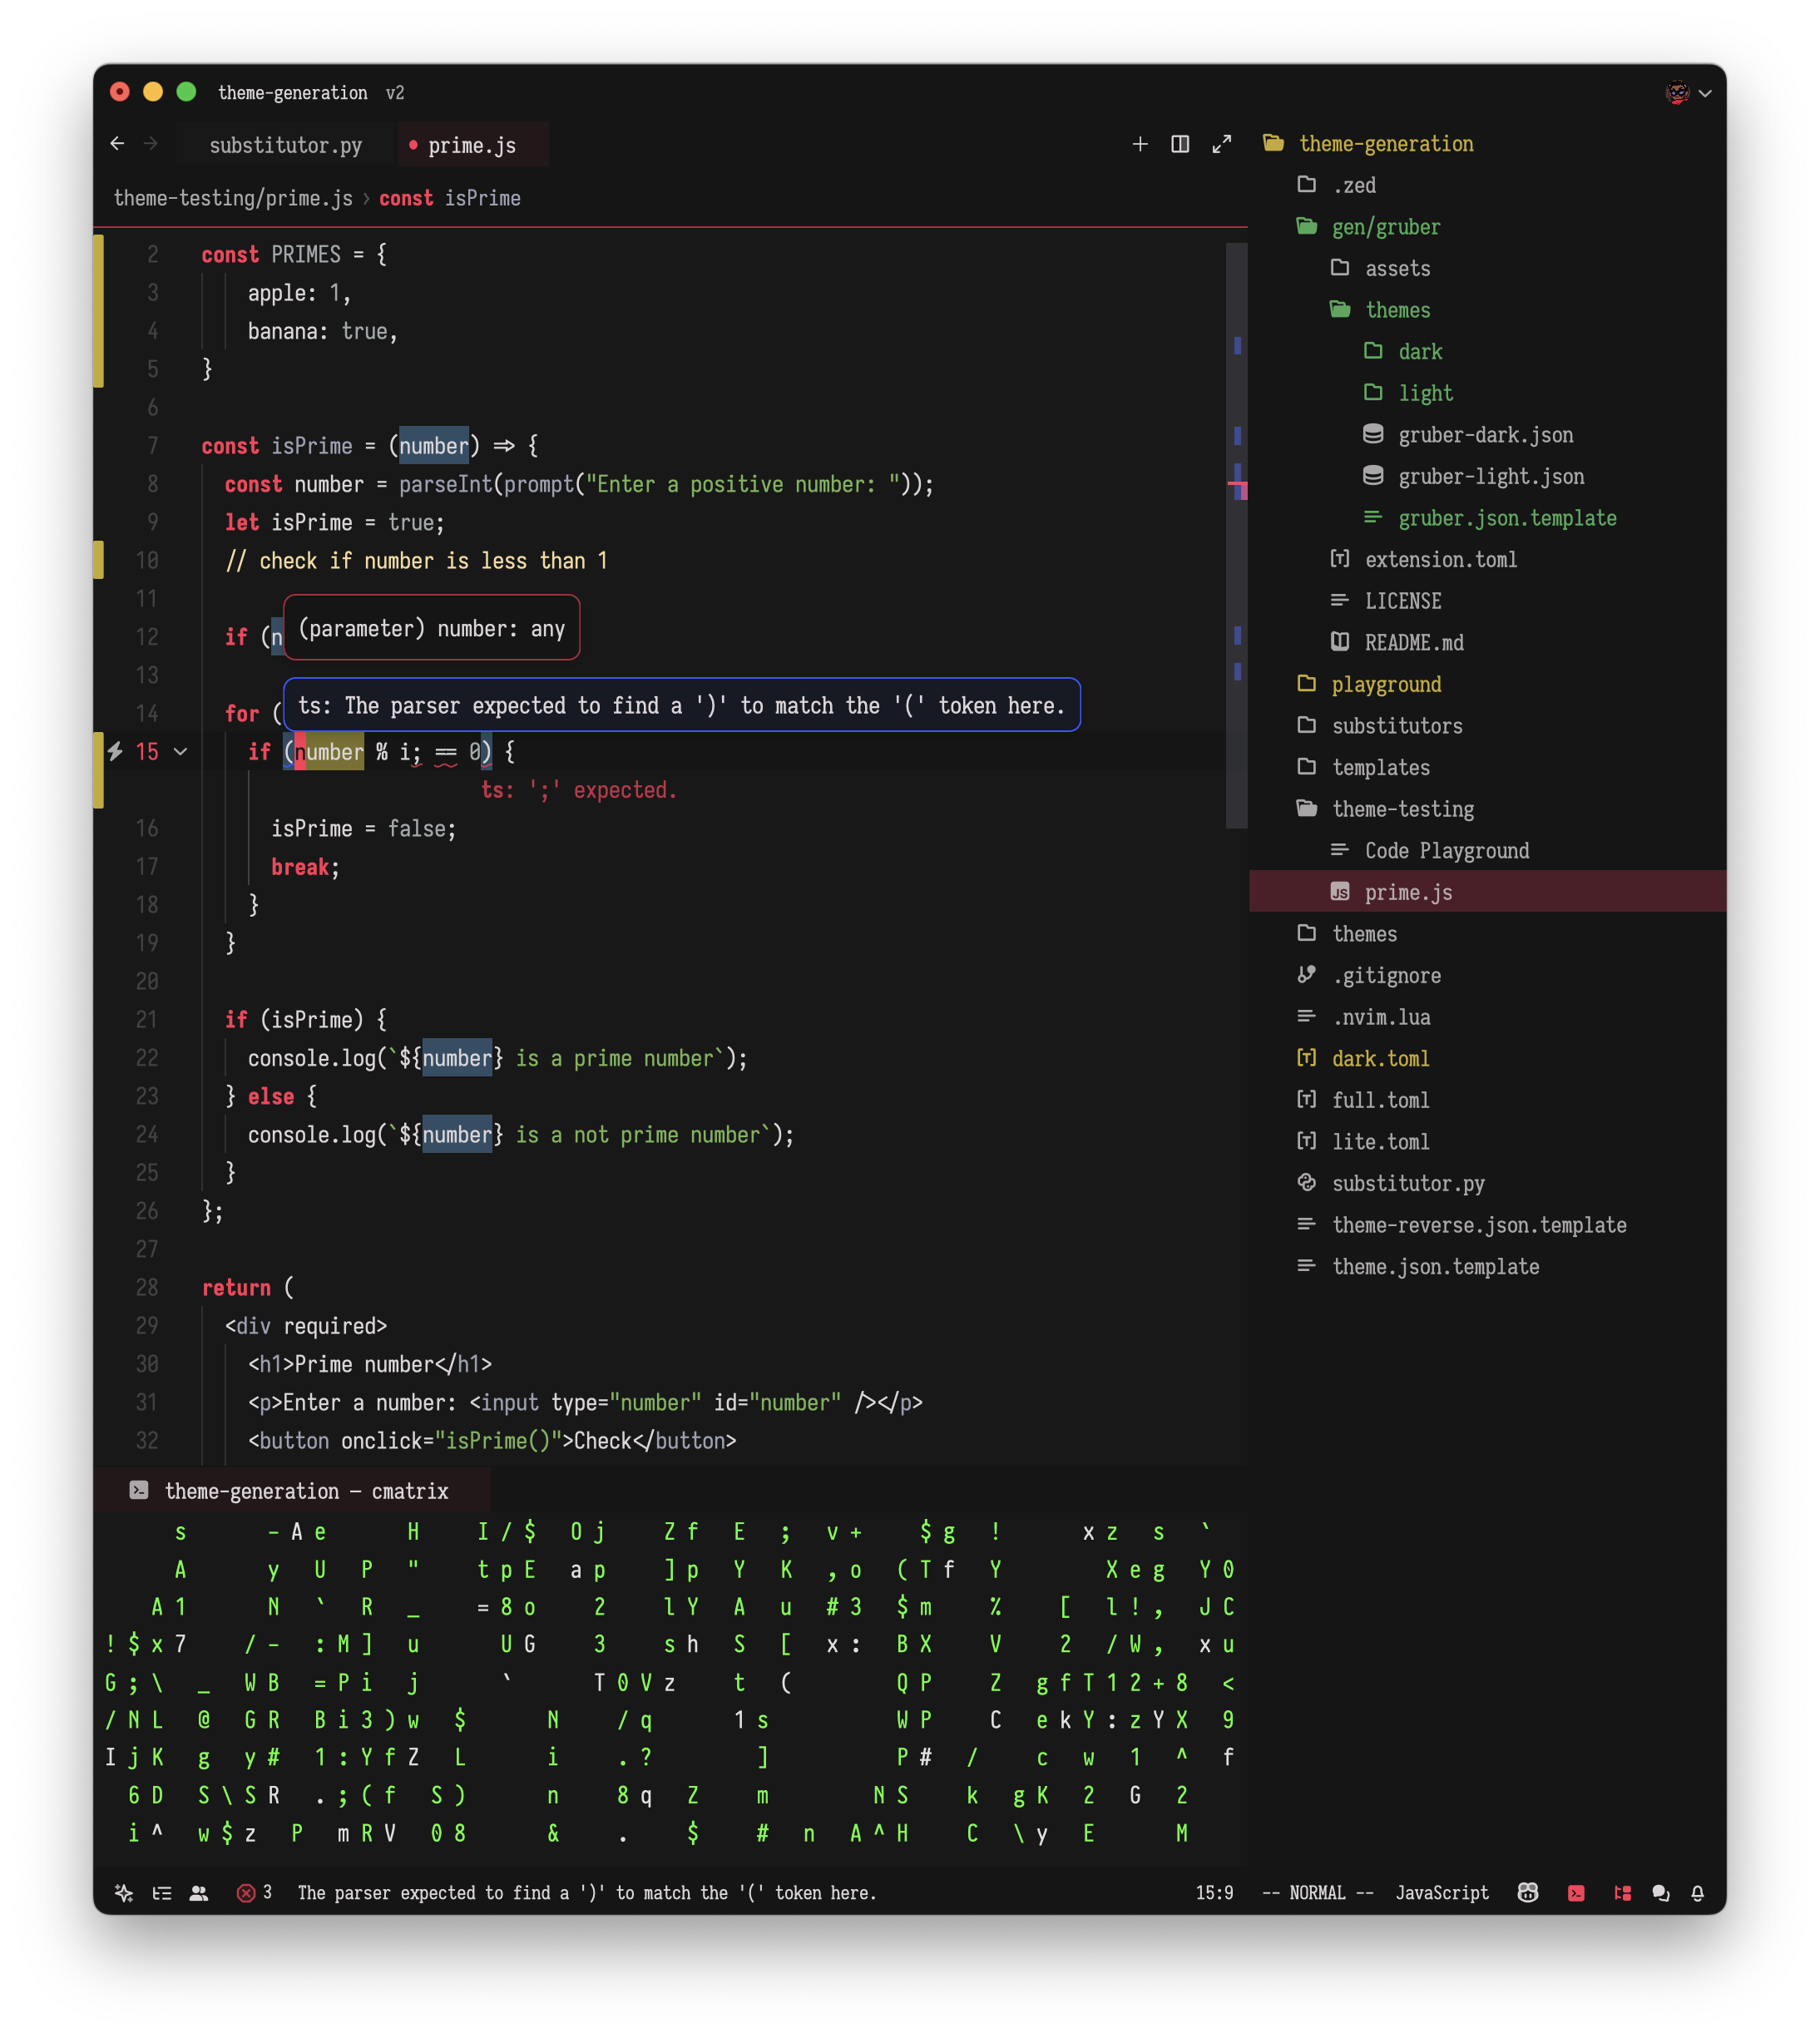 theme-generation v2
substitutor.py
prime.js
theme-testing/prime.js › const isPrime
2 const PRIMES = {
3 apple: 1,
4 banana: true,
5 }
6
7 const isPrime = (number) => {
8 const number = parseInt(prompt("Enter a positive number: "));
9 let isPrime = true;
10 // check if number is less than 1
11
(parameter) number: any
12 if (n
13
ts: The parser expected to find a ')' to match the '(' token here.
14 for (
15 if (number % i; == 0) {
ts: ';' expected.
16 isPrime = false;
17 break;
18 }
19 }
20
21 if (isPrime) {
22 console.log(`${number} is a prime number`);
23 } else {
24 console.log(`${number} is a not prime number`);
25 }
26 };
27
28 return (
29 <div required>
30 <h1>Prime number</h1>
31 <p>Enter a number: <input type="number" id="number" /></p>
32 <button onclick="isPrime()">Check</button>
theme-generation
.zed
gen/gruber
assets
themes
dark
light
gruber-dark.json
gruber-light.json
gruber.json.template
extension.toml
LICENSE
README.md
playground
substitutors
templates
theme-testing
Code Playground
JS prime.js
themes
.gitignore
.nvim.lua
dark.toml
full.toml
lite.toml
substitutor.py
theme-reverse.json.template
theme.json.template
theme-generation — cmatrix
s - A e H I / $ O j Z f E ; v + $ g ! x z s `
A y U P " t p E a p ] p Y K , o ( T f Y X e g Y 0
A 1 N ` R _ = 8 o 2 l Y A u # 3 $ m % [ l ! , J C
! $ x 7 / - : M ] u U G 3 s h S [ x : B X V 2 / W , x u
G ; \ _ W B = P i j ` T 0 V z t ( Q P Z g f T 1 2 + 8 <
/ N L @ G R B i 3 ) w $ N / q 1 s W P C e k Y : z Y X 9
I j K g y # 1 : Y f Z L i . ? ] P # / c w 1 ^ f
6 D S \ S R . ; ( f S ) n 8 q Z m N S k g K 2 G 2
i ^ w $ z P m R V 0 8 & . $ # n A ^ H C \ y E M
3 The parser expected to find a ')' to match the '(' token here.
15:9 -- NORMAL -- JavaScript